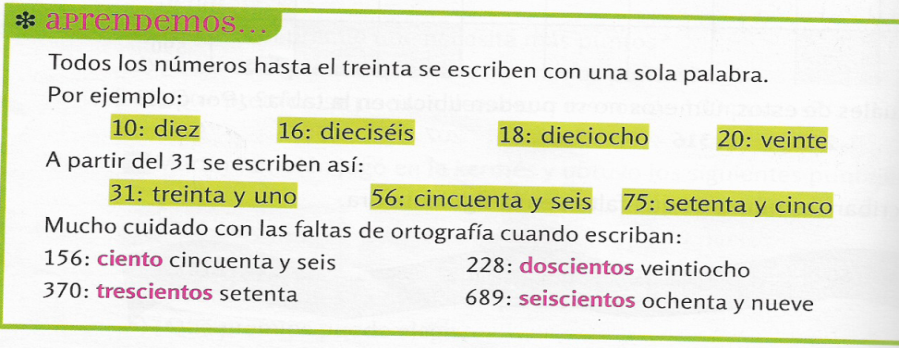 * aprendemos...
Todos los números hasta el treinta se escriben con una sola palabra.
Por ejemplo:
10: diez 16: dieciséis 18: dieciocho 20: veinte
A partir del 31 se escriben así:
31: treinta y uno 56: cincuenta y seis 75: setenta y cinco
Mucho cuidado con las faltas de ortografía cuando escriban:
156: ciento cincuenta y seis 228: doscientos veintiocho
370: trescientos setenta 689: seiscientos ochenta y nueve